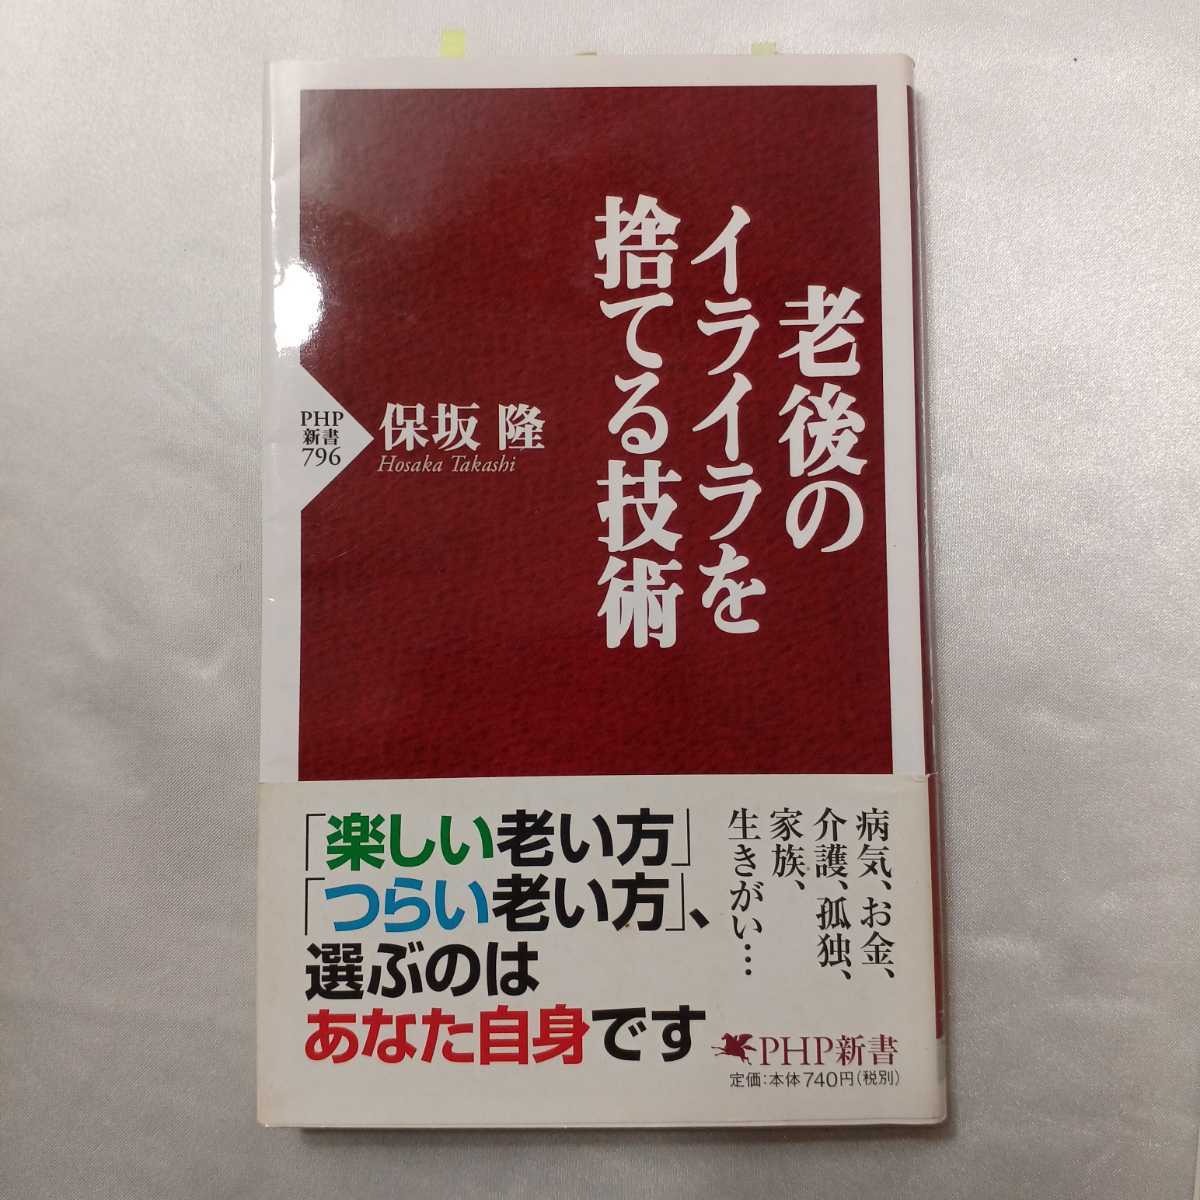 老後の
イライラを
捨てる技術
保坂 隆
Hosaka Takashi
PHP
新書
796
病気、お金、
介護、孤独、
家族、
生きがい…
「楽しい老い方」
「つらい老い方」、
選ぶのは
あなた自身です
PHP新書
定価:本体740円(税別)